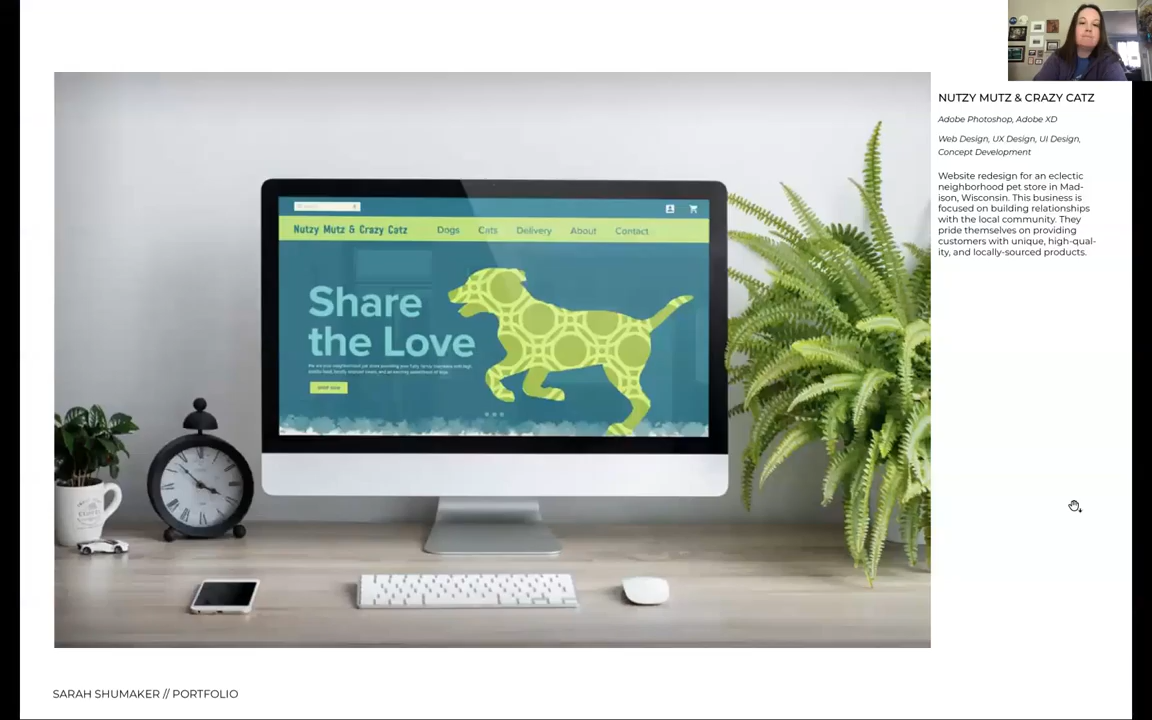 NUTZY MUTZ & CRAZY CATZ
Adobe Photoshop, Adobe XD
Web Design, UX Design, UI Design,
Concept Development
Website redesign for an eclectic
neighborhood pet store in Mad-
ison, Wisconsin. This business is
focused on building relationships
with the local community. They
pride themselves on providing
customers with unique, high-qual-
ity, and locally-sourced products.
Nutzy Mutz & Crazy Catz Dogs Cats Delivery About Contact
Share
the Love
SHOP NOW
SARAH SHUMAKER // PORTFOLIO